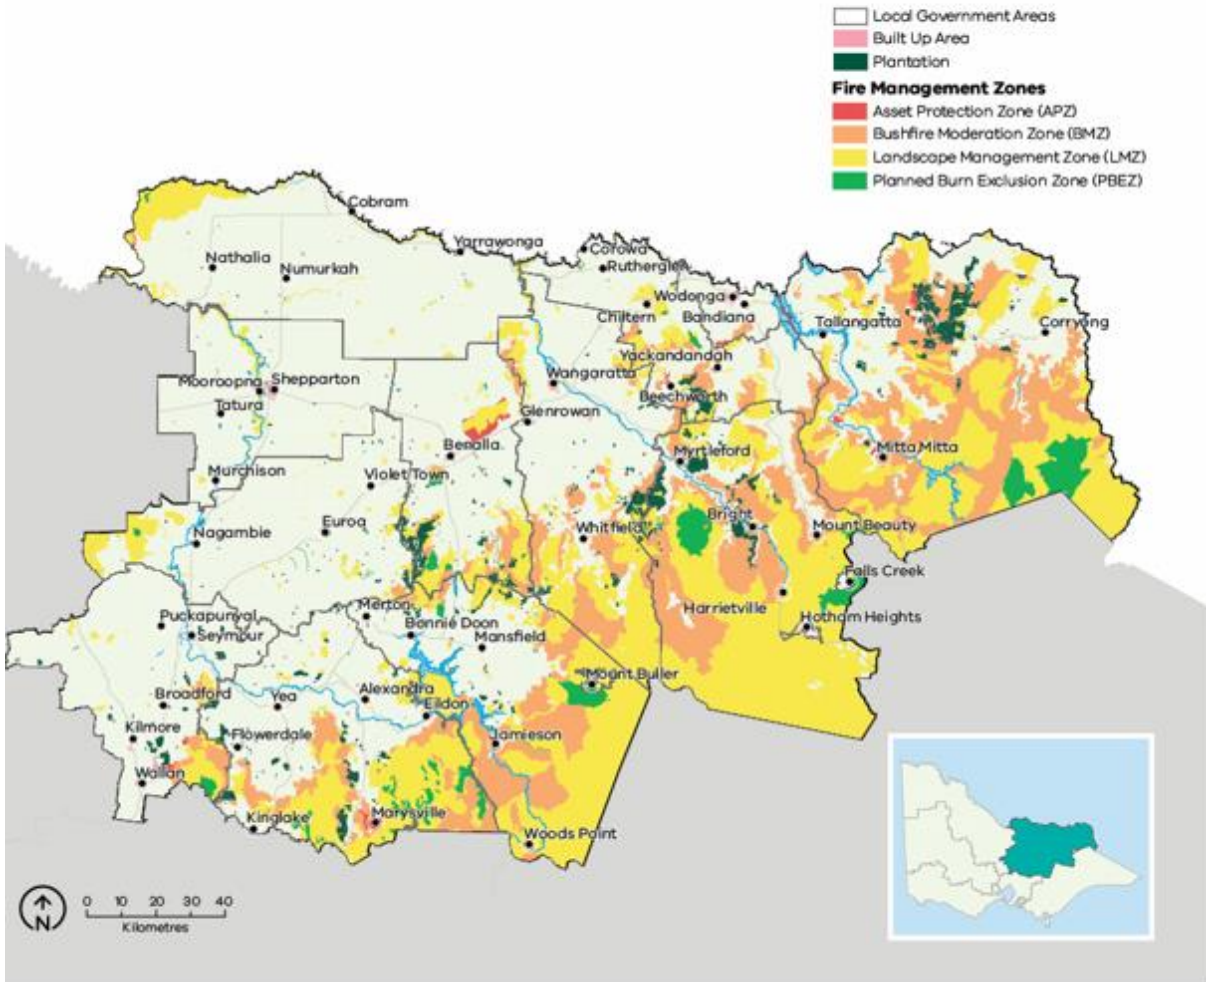 Local Government Areas
Built Up Area
Plantation
Fire Management Zones
Asset Protection Zone (APZ)
Bushfire Moderation Zone (BMZ)
Landscape Management Zone (LMZ)
Planned Burn Exclusion Zone (PBEZ)
Cobram
Yarrawonga
Corowa
Nathalia
Numurkah
Rutherglen
Wodonga
Chiltern
Bandiana
Tallangatta
Corryong
Yackandandah
Mooroopna
Shepparton
Wangaratta
Beechworth
Tatura
Glenrowan
Benalla
Myrtleford
Mitta Mitta
Murchison
Violet Town
Bright
Euroa
Whitfield
Mount Beauty
Nagambie
Falls Creek
Harrietville
Merton
Puckapunyal
Bonnie Doon
Hotham Heights
Seymour
Mansfield
Mount Buller
Broadford
Yea
Alexandra
Eildon
Kilmore
Flowerdale
Jamieson
Wallan
Kinglake
Marysville
Woods Point
N
0 10 20 30 40
Kilometres